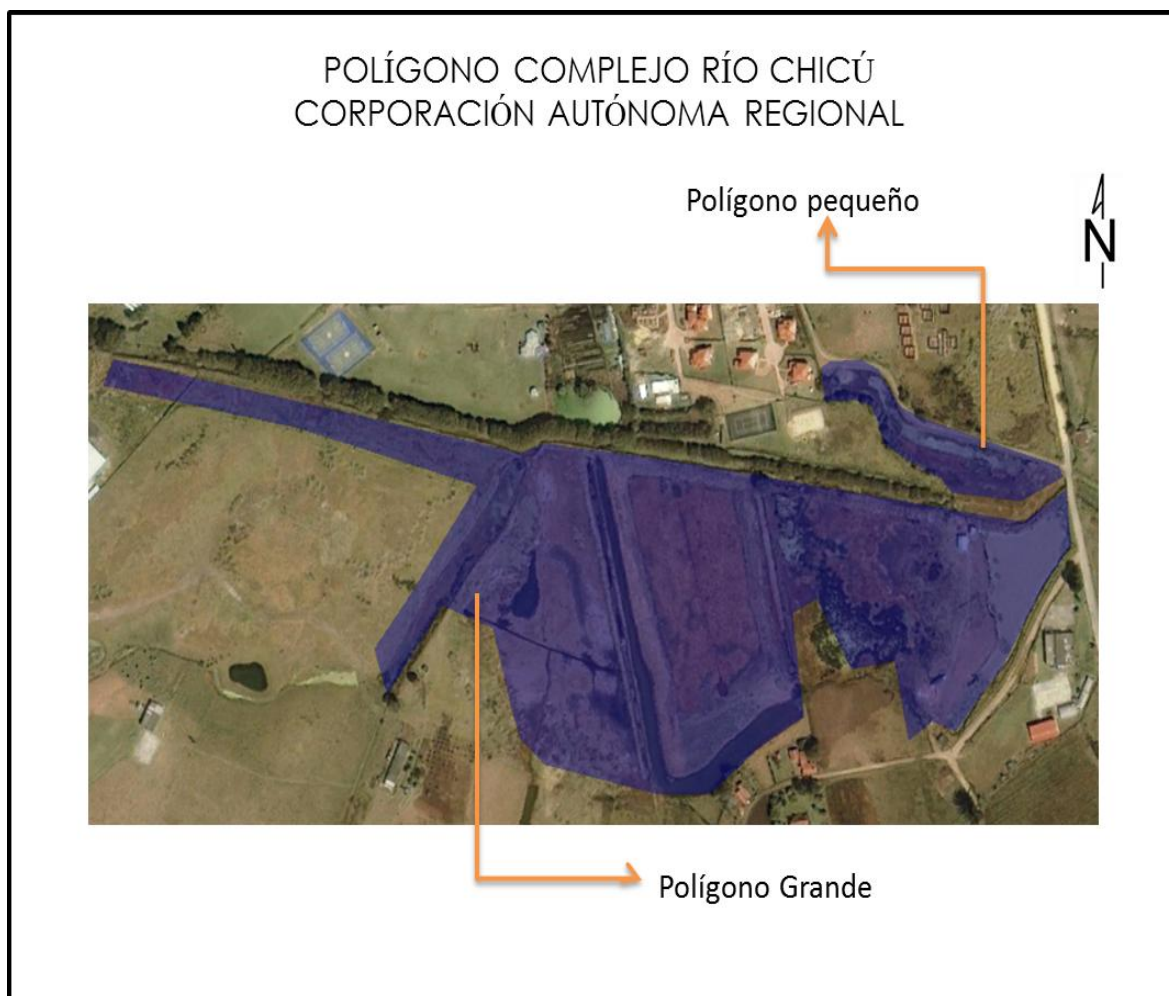 POLÍGONO COMPLEJO RÍO CHICÚ
CORPORACIÓN AUTÓNOMA REGIONAL
Polígono pequeño
N
Polígono Grande